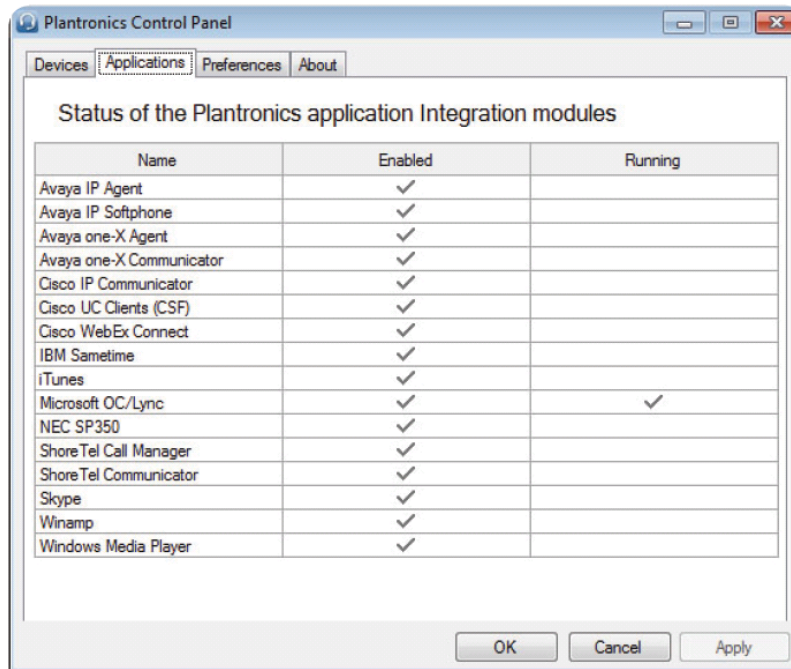 Plantronics Control Panel
Devices Applications Preferences About
Status of the Plantronics application Integration modules
Name Enabled Running
Avaya IP Agent ✓
Avaya IP Softphone ✓
Avaya one-X Agent ✓
Avaya one-X Communicator ✓
Cisco IP Communicator ✓
Cisco UC Clients (CSF) ✓
Cisco WebEx Connect ✓
IBM Sametime ✓
iTunes ✓
Microsoft OC/Lync ✓ ✓
NEC SP350 ✓
ShoreTel Call Manager ✓
ShoreTel Communicator ✓
Skype ✓
Winamp ✓
Windows Media Player ✓
OK Cancel Apply